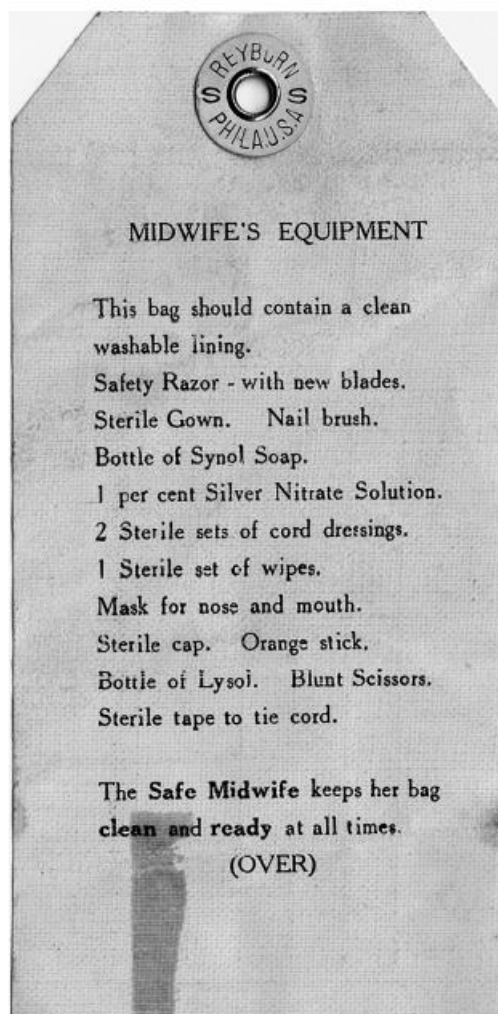 REYBURN
S S
PHILA.U.S.A
MIDWIFE'S EQUIPMENT
This bag should contain a clean
washable lining.
Safety Razor - with new blades.
Sterile Gown. Nail brush.
Bottle of Synol Soap.
1 per cent Silver Nitrate Solution.
2 Sterile sets of cord dressings.
1 Sterile set of wipes.
Mask for nose and mouth.
Sterile cap. Orange stick.
Bottle of Lysol. Blunt Scissors.
Sterile tape to tie cord.
The Safe Midwife keeps her bag
clean and ready at all times.
(OVER)